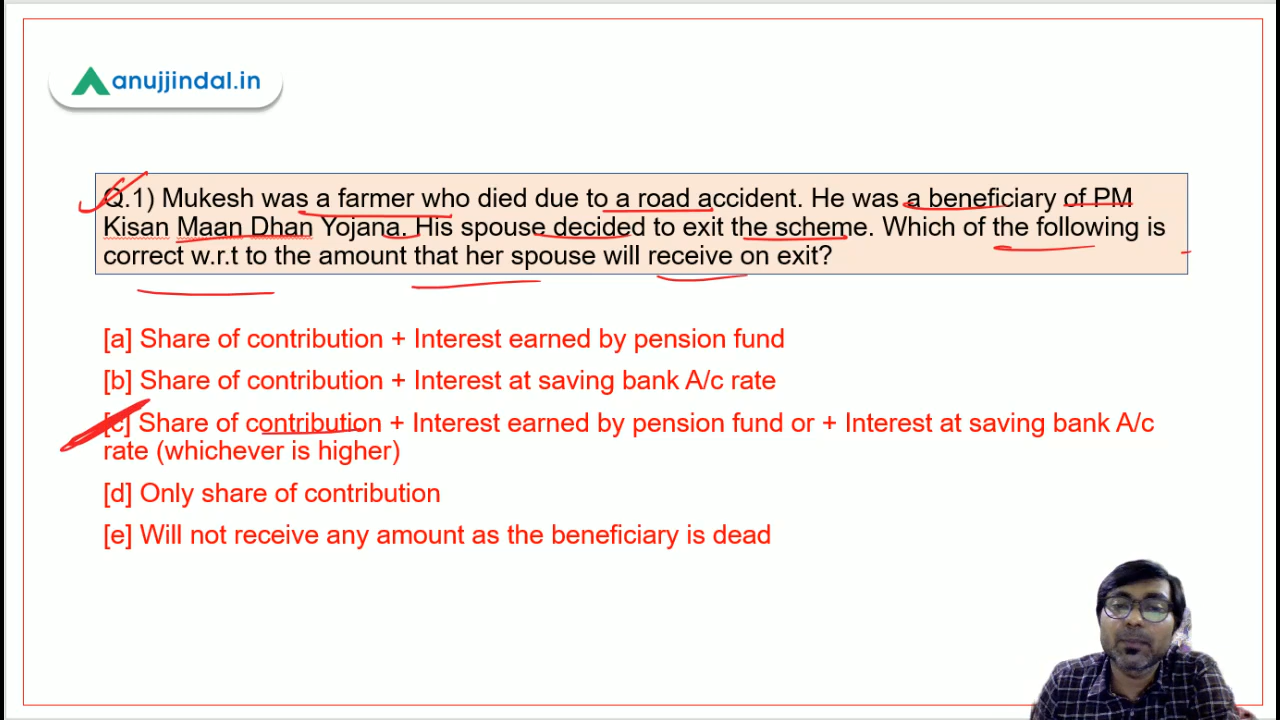 anujjindal.in
Q.1) Mukesh was a farmer who died due to a road accident. He was a beneficiary of PM
Kisan Maan Dhan Yojana. His spouse decided to exit the scheme. Which of the following is
correct w.r.t to the amount that her spouse will receive on exit?
[a] Share of contribution + Interest earned by pension fund
[b] Share of contribution + Interest at saving bank A/c rate
[c] Share of contribution + Interest earned by pension fund or + Interest at saving bank A/c
rate (whichever is higher)
[d] Only share of contribution
[e] Will not receive any amount as the beneficiary is dead